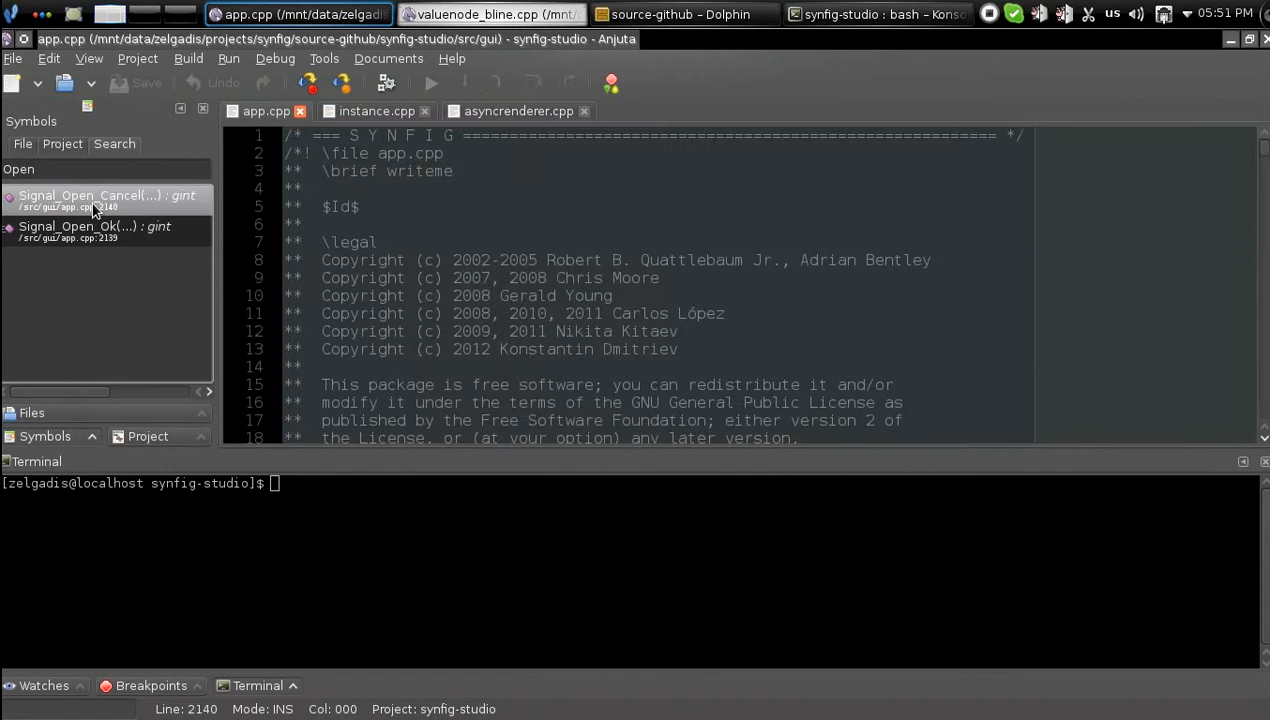 app.cpp (/mnt/data/zelgadis
valuenode_bline.cpp (/mnt/
source-github – Dolphin
synfig-studio : bash – Konso
us
05:51 PM
app.cpp (/mnt/data/zelgadis/projects/synfig/source-github/synfig-studio/src/gui) - synfig-studio - Anjuta
File Edit View Project Build Run Debug Tools Documents Help
Save Undo
Symbols
File Project Search
Open
Signal_Open_Cancel(...) : gint
/src/gui/app.cpp:2140
Signal_Open_Ok(...) : gint
/src/gui/app.cpp:2139
Files
Symbols Project
app.cpp instance.cpp asyncrenderer.cpp
1 /* === S Y N F I G ========================================================= */
2 /*! \file app.cpp
3 ** \brief writeme
4 **
5 ** $Id$
6 **
7 ** \legal
8 ** Copyright (c) 2002-2005 Robert B. Quattlebaum Jr., Adrian Bentley
9 ** Copyright (c) 2007, 2008 Chris Moore
10 ** Copyright (c) 2008 Gerald Young
11 ** Copyright (c) 2008, 2010, 2011 Carlos López
12 ** Copyright (c) 2009, 2011 Nikita Kitaev
13 ** Copyright (c) 2012 Konstantin Dmitriev
14 **
15 ** This package is free software; you can redistribute it and/or
16 ** modify it under the terms of the GNU General Public License as
17 ** published by the Free Software Foundation; either version 2 of
18 ** the License, or (at your option) any later version.
Terminal
[zelgadis@localhost synfig-studio]$
Watches Breakpoints Terminal
Line: 2140 Mode: INS Col: 000 Project: synfig-studio